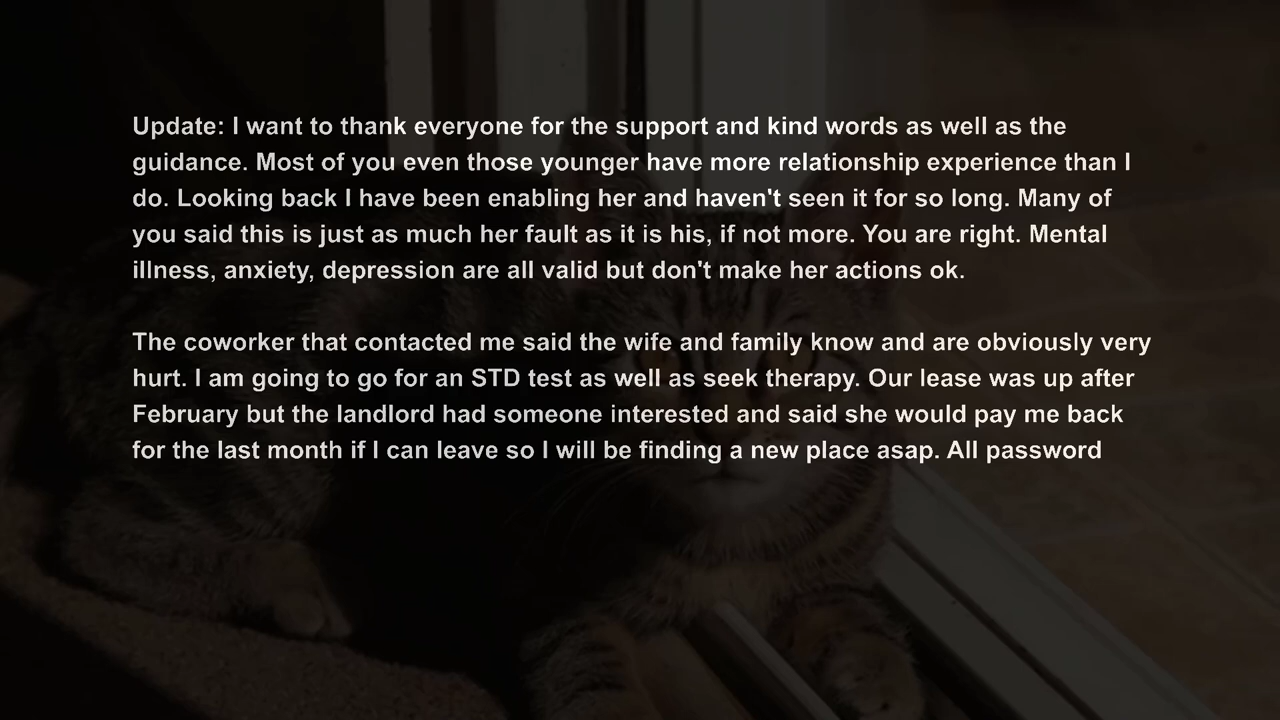 Update: I want to thank everyone for the support and kind words as well as the
guidance. Most of you even those younger have more relationship experience than I
do. Looking back I have been enabling her and haven't seen it for so long. Many of
you said this is just as much her fault as it is his, if not more. You are right. Mental
illness, anxiety, depression are all valid but don't make her actions ok.
The coworker that contacted me said the wife and family know and are obviously very
hurt. I am going to go for an STD test as well as seek therapy. Our lease was up after
February but the landlord had someone interested and said she would pay me back
for the last month if I can leave so I will be finding a new place asap. All password